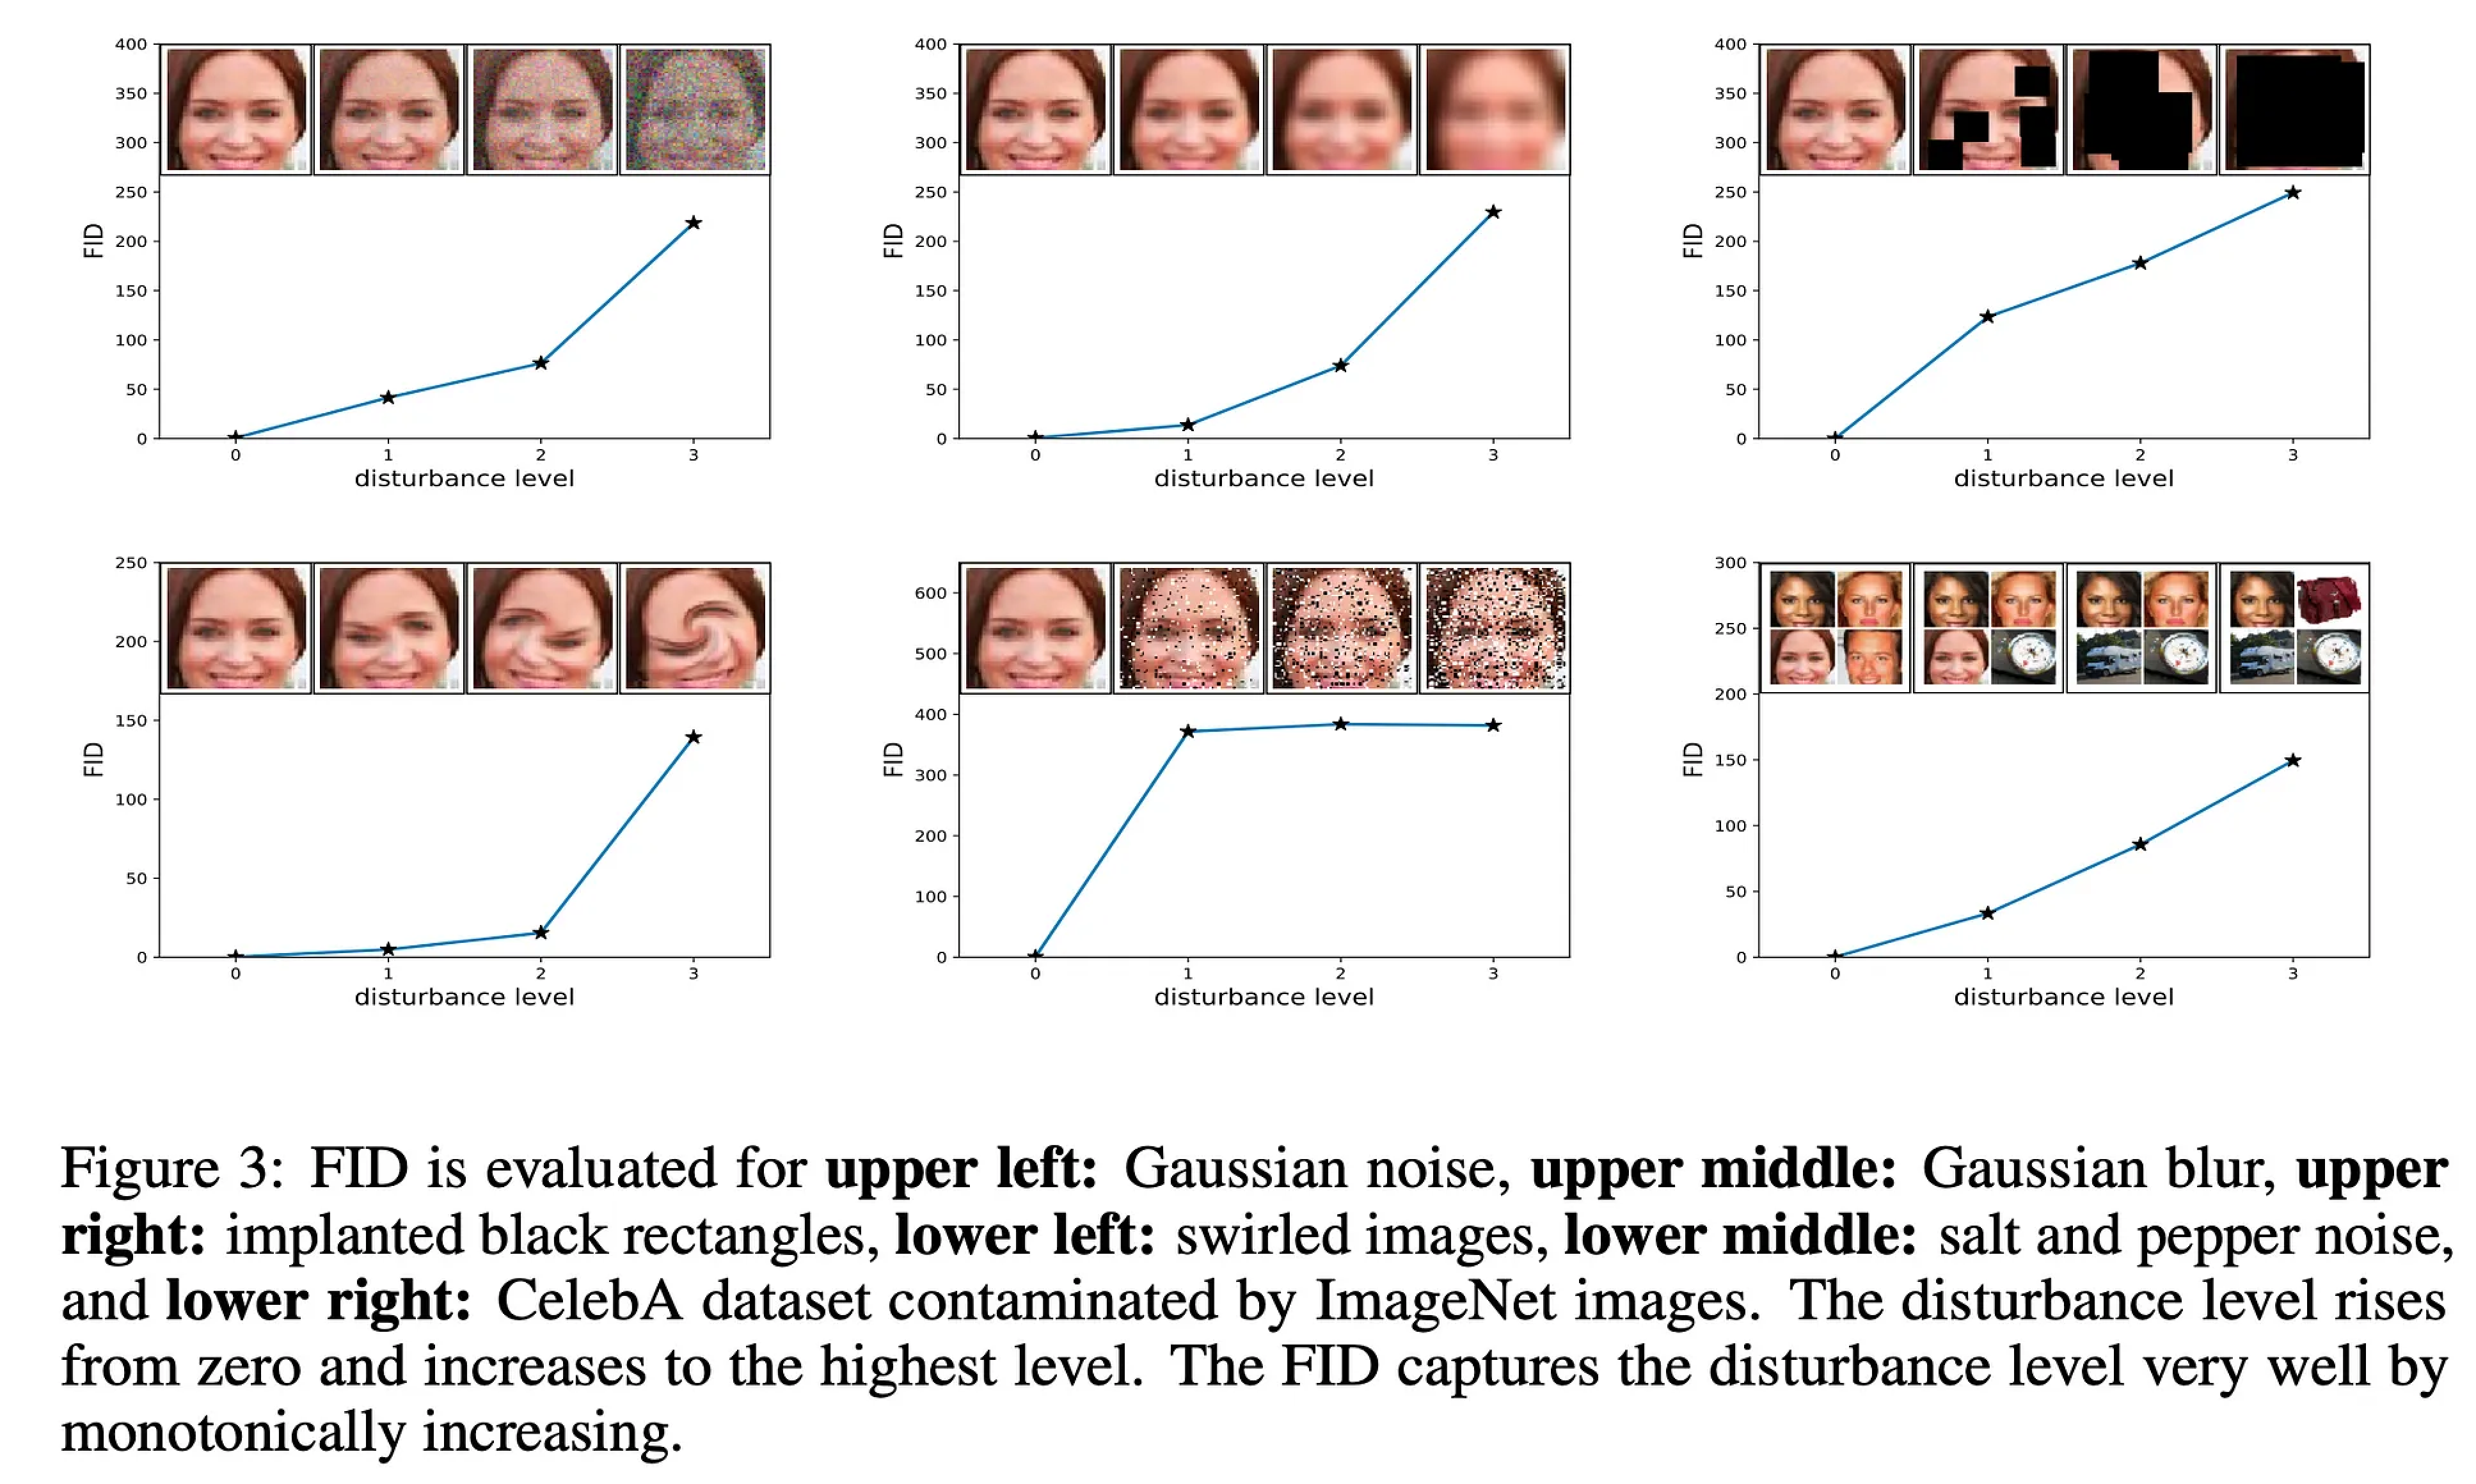 400
350
300
250
200
150
100
50
0
FID
0 1 2 3
disturbance level
400
350
300
250
200
150
100
50
0
FID
0 1 2 3
disturbance level
400
350
300
250
200
150
100
50
0
FID
0 1 2 3
disturbance level
250
200
150
100
50
0
FID
0 1 2 3
disturbance level
600
500
400
300
200
100
0
FID
0 1 2 3
disturbance level
300
250
200
150
100
50
0
FID
0 1 2 3
disturbance level
Figure 3: FID is evaluated for upper left: Gaussian noise, upper middle: Gaussian blur, upper
right: implanted black rectangles, lower left: swirled images, lower middle: salt and pepper noise,
and lower right: CelebA dataset contaminated by ImageNet images. The disturbance level rises
from zero and increases to the highest level. The FID captures the disturbance level very well by
monotonically increasing.